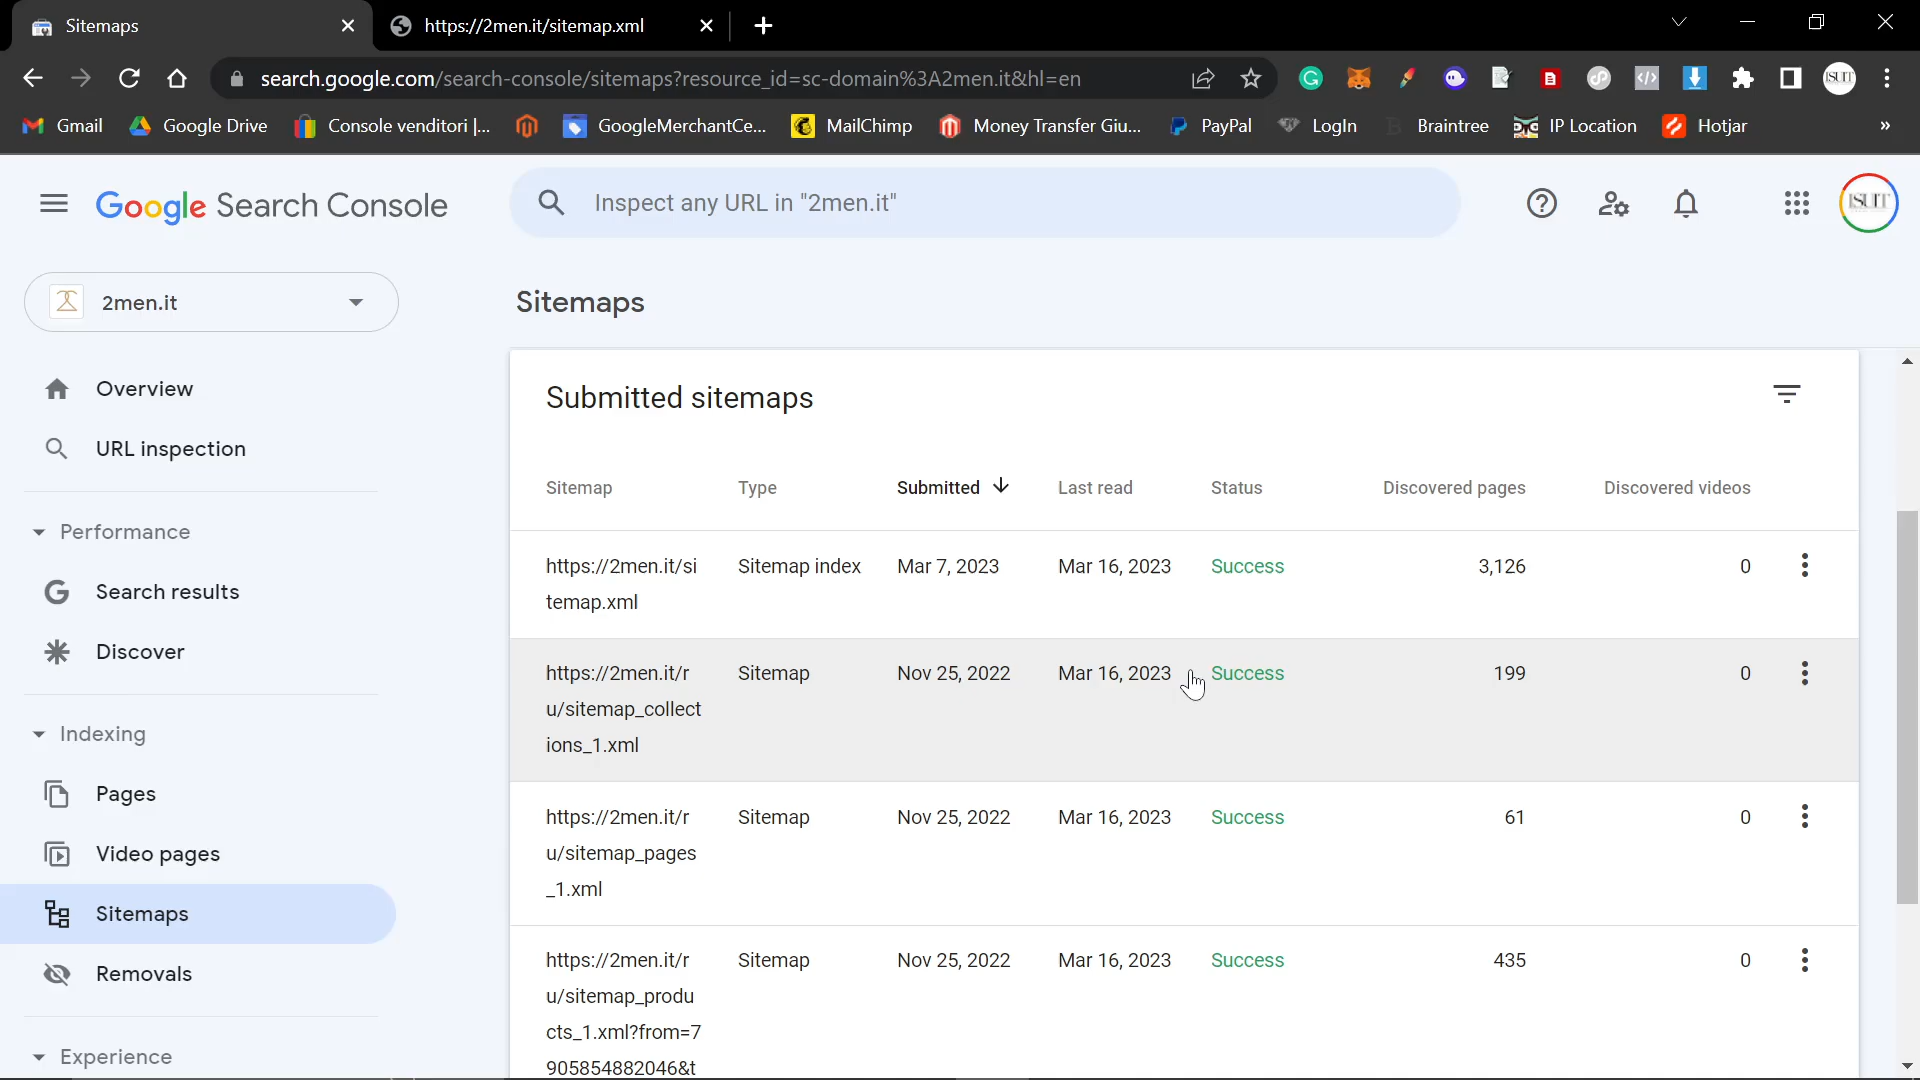 Sitemaps
https://2men.it/sitemap.xml
search.google.com/search-console/sitemaps?resource_id=sc-domain%3A2men.it&hl=en
Gmail
Google Drive
Console venditori |...
GoogleMerchantCe...
MailChimp
Money Transfer Giu...
PayPal
LogIn
Braintree
IP Location
Hotjar
»
Google Search Console
Inspect any URL in "2men.it"
ISUIT
2men.it
Overview
URL inspection
Performance
Search results
Discover
Indexing
Pages
Video pages
Sitemaps
Removals
Experience
Sitemaps
Submitted sitemaps
Sitemap Type Submitted Last read Status Discovered pages Discovered videos
https://2men.it/si Sitemap index Mar 7, 2023 Mar 16, 2023 Success 3,126 0
temap.xml
https://2men.it/r Sitemap Nov 25, 2022 Mar 16, 2023 Success 199 0
u/sitemap_collect
ions_1.xml
https://2men.it/r Sitemap Nov 25, 2022 Mar 16, 2023 Success 61 0
u/sitemap_pages
_1.xml
https://2men.it/r Sitemap Nov 25, 2022 Mar 16, 2023 Success 435 0
u/sitemap_produ
cts_1.xml?from=7
905854882046&t